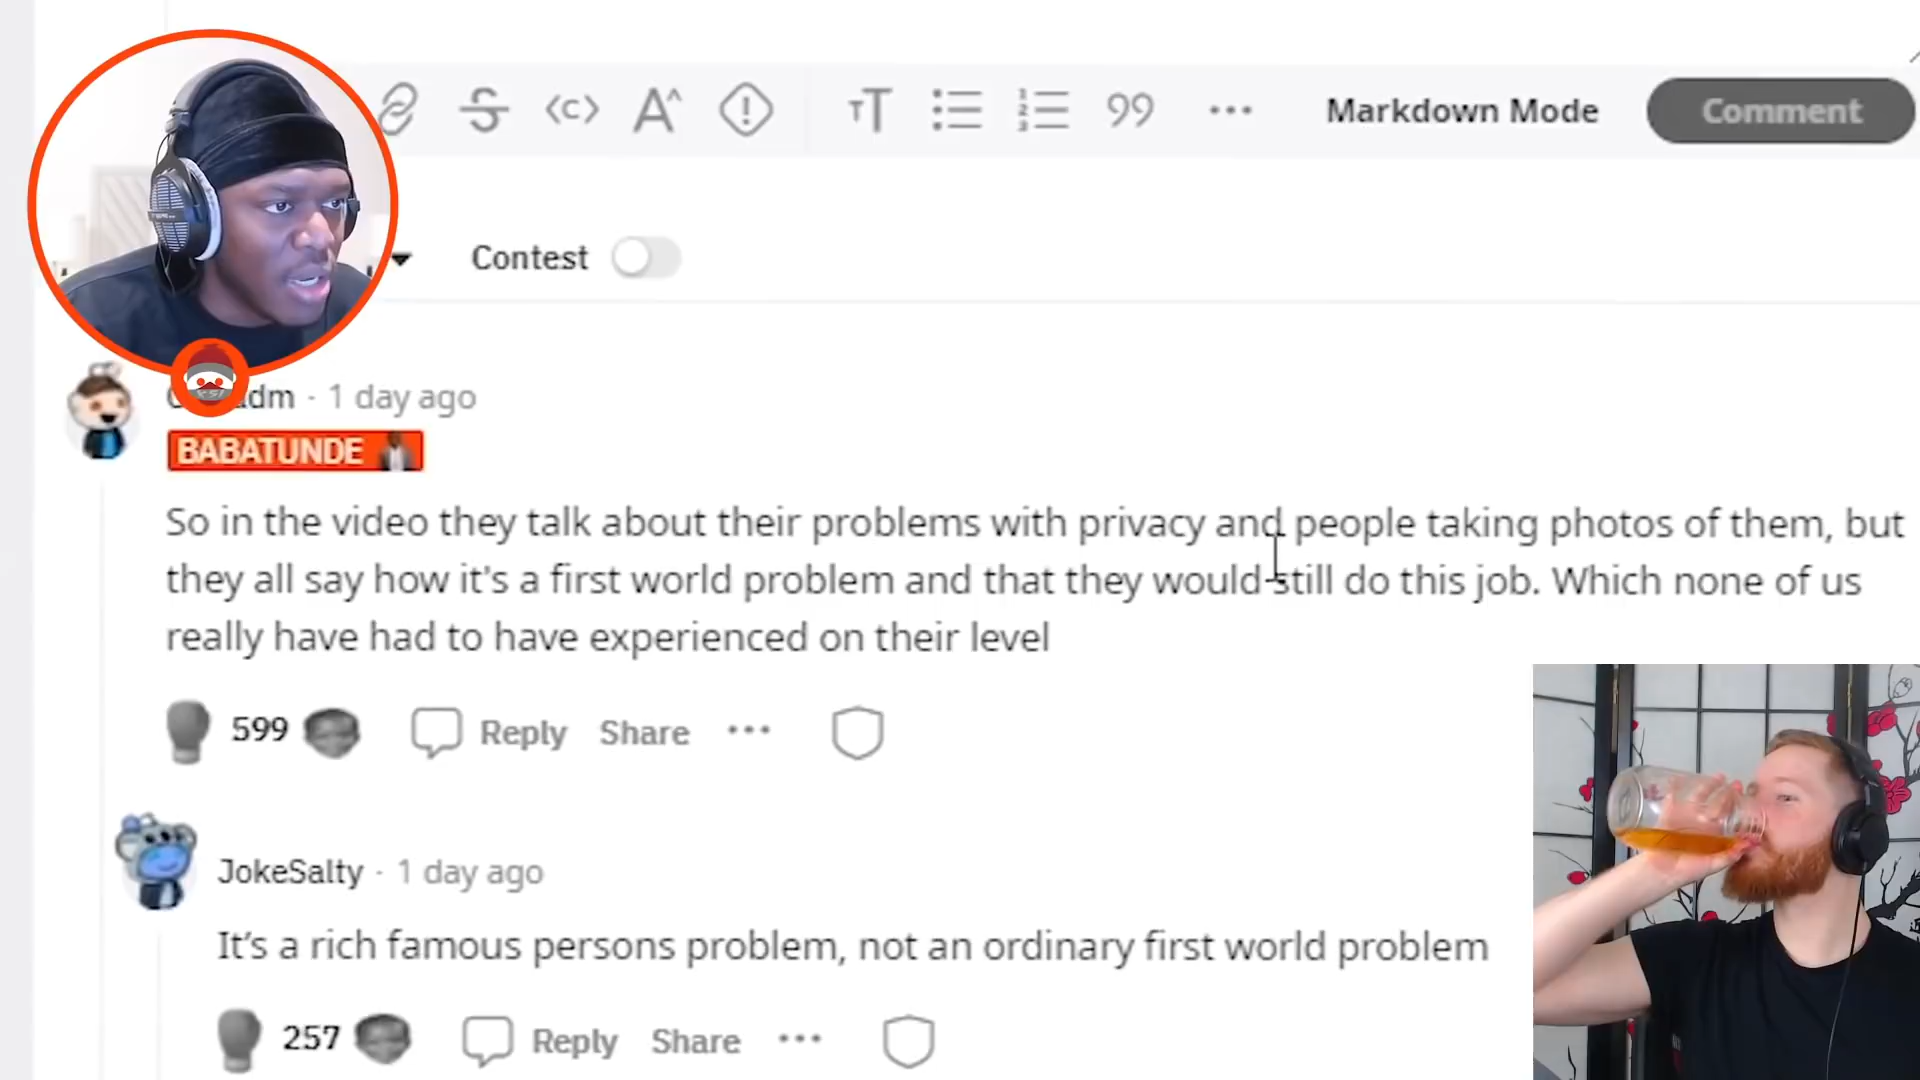 Markdown Mode
Comment
Contest
dm · 1 day ago
BABATUNDE
So in the video they talk about their problems with privacy and people taking photos of them, but
they all say how it's a first world problem and that they would still do this job. Which none of us
really have had to have experienced on their level
599
Reply
Share
JokeSalty · 1 day ago
It's a rich famous persons problem, not an ordinary first world problem
257
Reply
Share